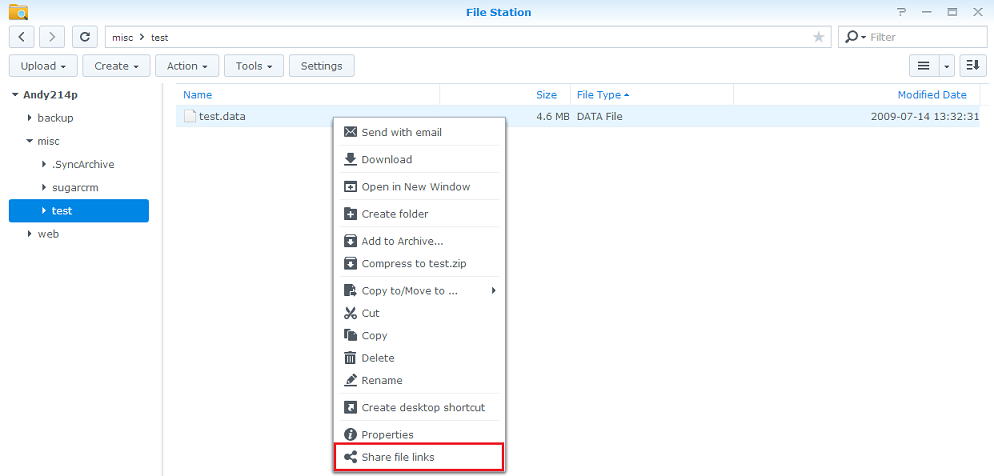 File Station
misc > test
Filter
Upload Create Action Tools Settings
Andy214p
backup
misc
.SyncArchive
sugarcrm
test
web
Name Size File Type Modified Date
test.data 4.6 MB DATA File 2009-07-14 13:32:31
Send with email
Download
Open in New Window
Create folder
Add to Archive...
Compress to test.zip
Copy to/Move to ...
Cut
Copy
Delete
Rename
Create desktop shortcut
Properties
Share file links